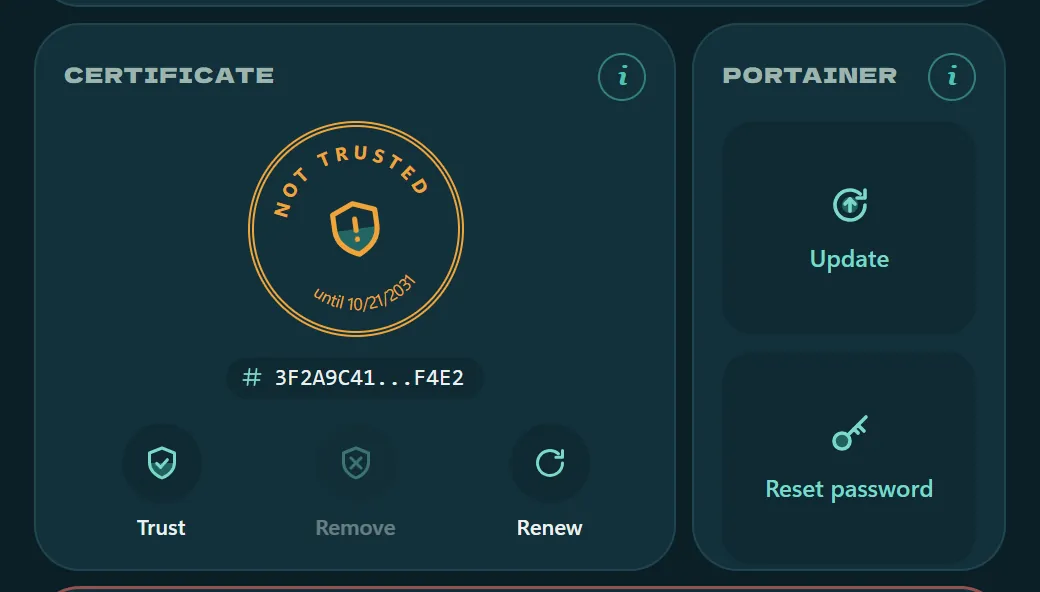 CERTIFICATE
NOT TRUSTED
until 10/21/2031
# 3F2A9C41...F4E2
Trust
Remove
Renew
PORTAINER
Update
Reset password